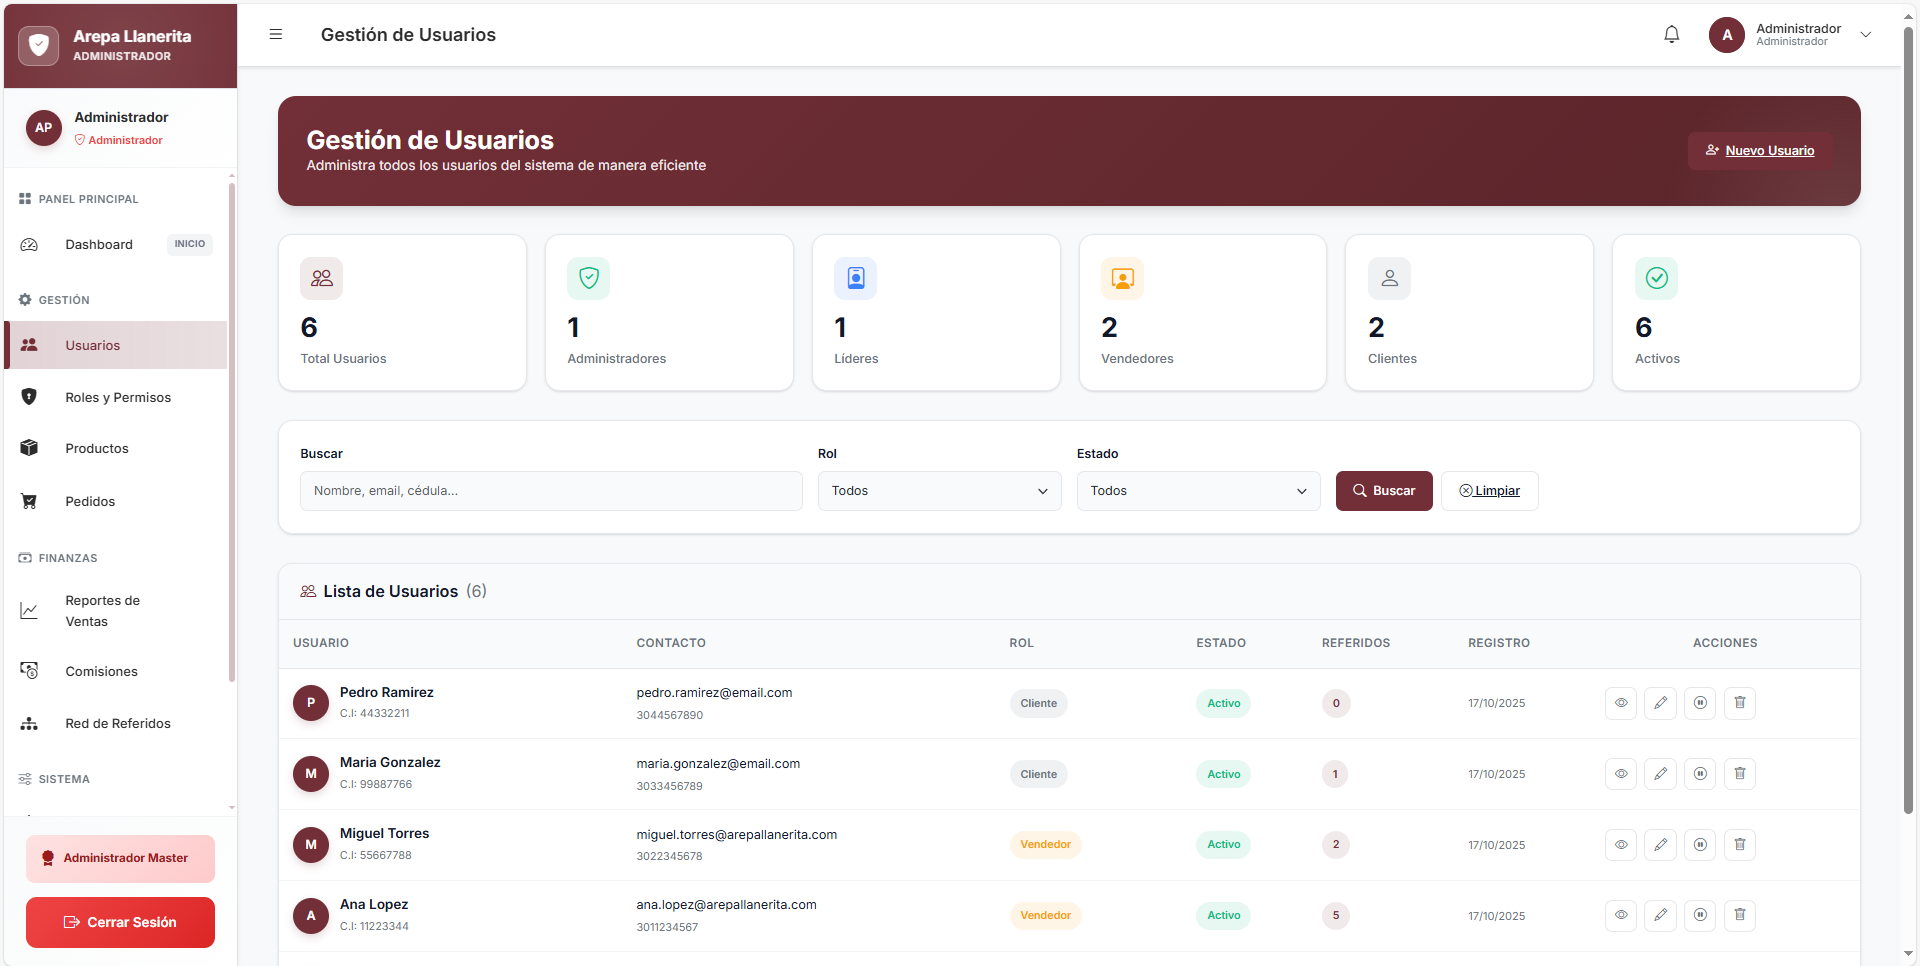 Arepa Llanerita
ADMINISTRADOR
AP
Administrador
Administrador
PANEL PRINCIPAL
Dashboard INICIO
GESTIÓN
Usuarios
Roles y Permisos
Productos
Pedidos
FINANZAS
Reportes de
Ventas
Comisiones
Red de Referidos
SISTEMA
Administrador Master
Cerrar Sesión
Gestión de Usuarios
A
Administrador
Administrador
Gestión de Usuarios
Administra todos los usuarios del sistema de manera eficiente
Nuevo Usuario
6
Total Usuarios
1
Administradores
1
Líderes
2
Vendedores
2
Clientes
6
Activos
Buscar
Nombre, email, cédula...
Rol
Todos
Estado
Todos
Buscar
Limpiar
Lista de Usuarios (6)
USUARIO CONTACTO ROL ESTADO REFERIDOS REGISTRO ACCIONES
P
Pedro Ramirez
C.I: 44332211
pedro.ramirez@email.com
3044567890
Cliente
Activo
0
17/10/2025
M
Maria Gonzalez
C.I: 99887766
maria.gonzalez@email.com
3033456789
Cliente
Activo
1
17/10/2025
M
Miguel Torres
C.I: 55667788
miguel.torres@arepallanerita.com
3022345678
Vendedor
Activo
2
17/10/2025
A
Ana Lopez
C.I: 11223344
ana.lopez@arepallanerita.com
3011234567
Vendedor
Activo
5
17/10/2025